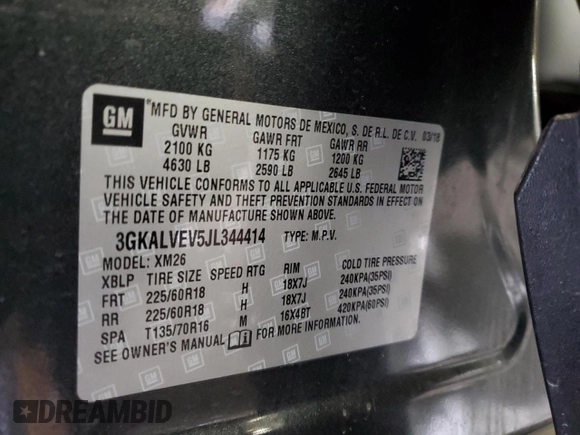 GM
MFD BY GENERAL MOTORS DE MEXICO, S. DE R.L. DE C.V. 03/18
GVWR GAWR FRT GAWR RR
2100 KG 1175 KG 1200 KG
4630 LB 2590 LB 2645 LB
THIS VEHICLE CONFORMS TO ALL APPLICABLE U.S. FEDERAL MOTOR
VEHICLE SAFETY AND THEFT PREVENTION STANDARDS IN EFFECT ON
THE DATE OF MANUFACTURE SHOWN ABOVE.
3GKALVEV5JL344414 TYPE: M.P.V.
MODEL: XM26
XBLP TIRE SIZE SPEED RTG RIM COLD TIRE PRESSURE
FRT 225/60R18 H 18X7J 240KPA(35PSI)
RR 225/60R18 H 18X7J 240KPA(35PSI)
SPA T135/70R16 M 16X4BT 420KPA(60PSI)
SEE OWNER'S MANUAL FOR MORE INFORMATION.
DREAMBID